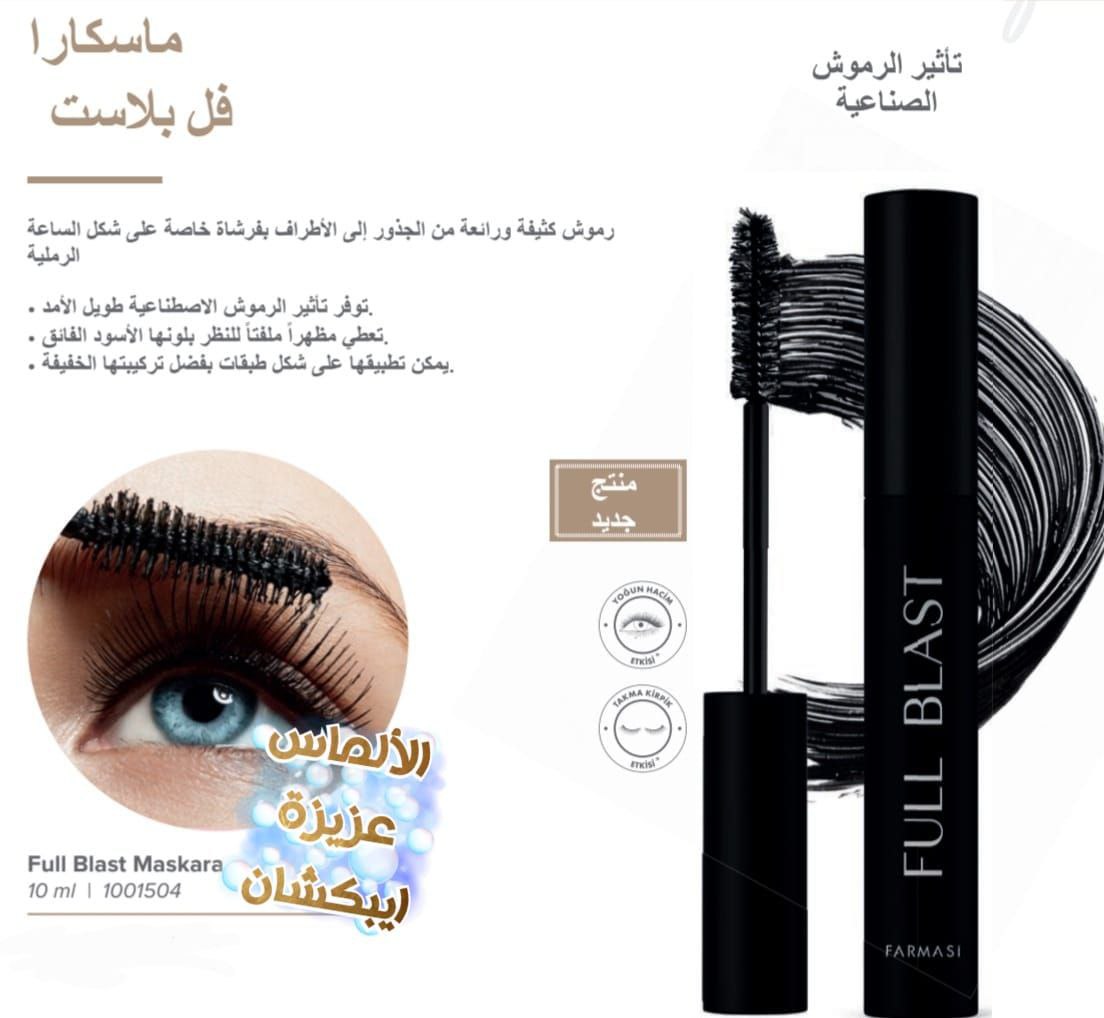 ماسكارا
فل بلاست
تأثير الرموش
الصناعية
رموش كثيفة ورائعة من الجذور إلى الأطراف بفرشاة خاصة على شكل الساعة
الرملية
• توفر تأثير الرموش الاصطناعية طويل الأمد.
• تعطي مظهراً ملفتاً للنظر بلونها الأسود الفائق.
• يمكن تطبيقها على شكل طبقات بفضل تركيبتها الخفيفة.
منتج
جديد
YOĞUN HACİM
ETKİSİ
TAKMA KİRPİK
ETKİSİ
الألماس
عزيزة
ايبكشان
Full Blast Maskara
10 ml | 1001504
FULL BLAST
FARMASİ